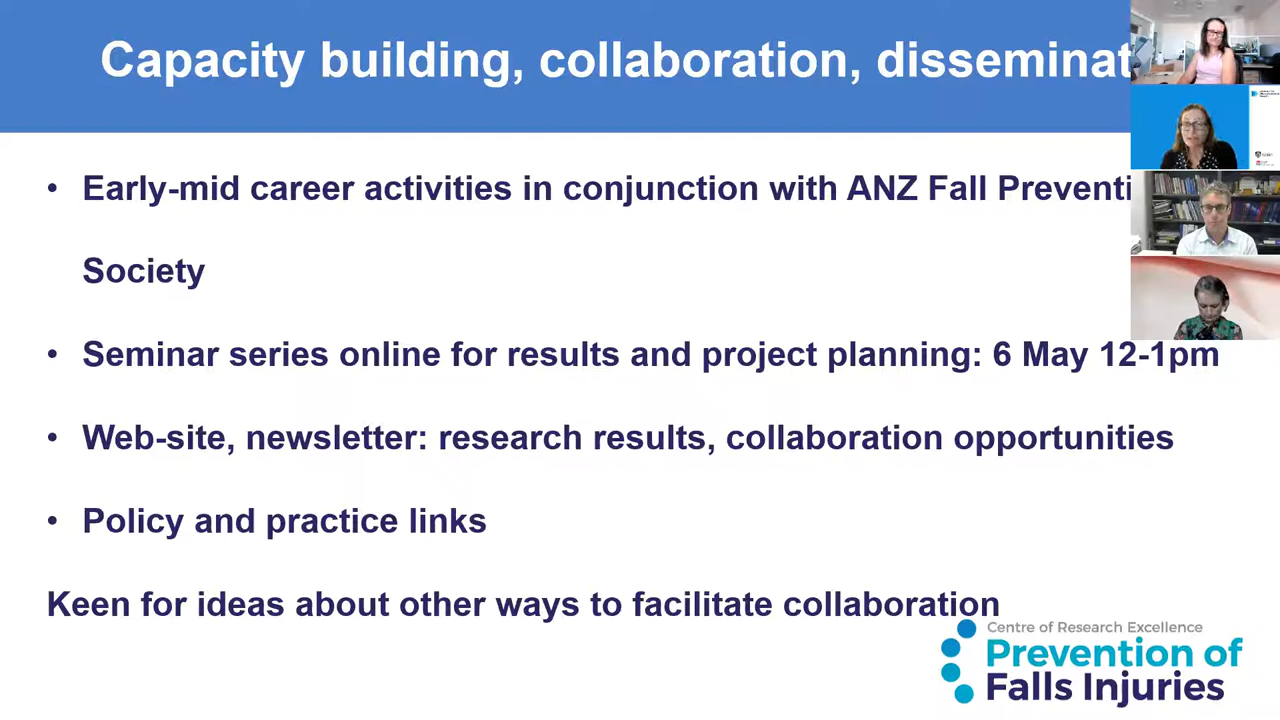 Capacity building, collaboration, disseminat
• Early-mid career activities in conjunction with ANZ Fall Preventi
Society
• Seminar series online for results and project planning: 6 May 12-1pm
• Web-site, newsletter: research results, collaboration opportunities
• Policy and practice links
Keen for ideas about other ways to facilitate collaboration
Centre of Research Excellence
Prevention of
Falls Injuries